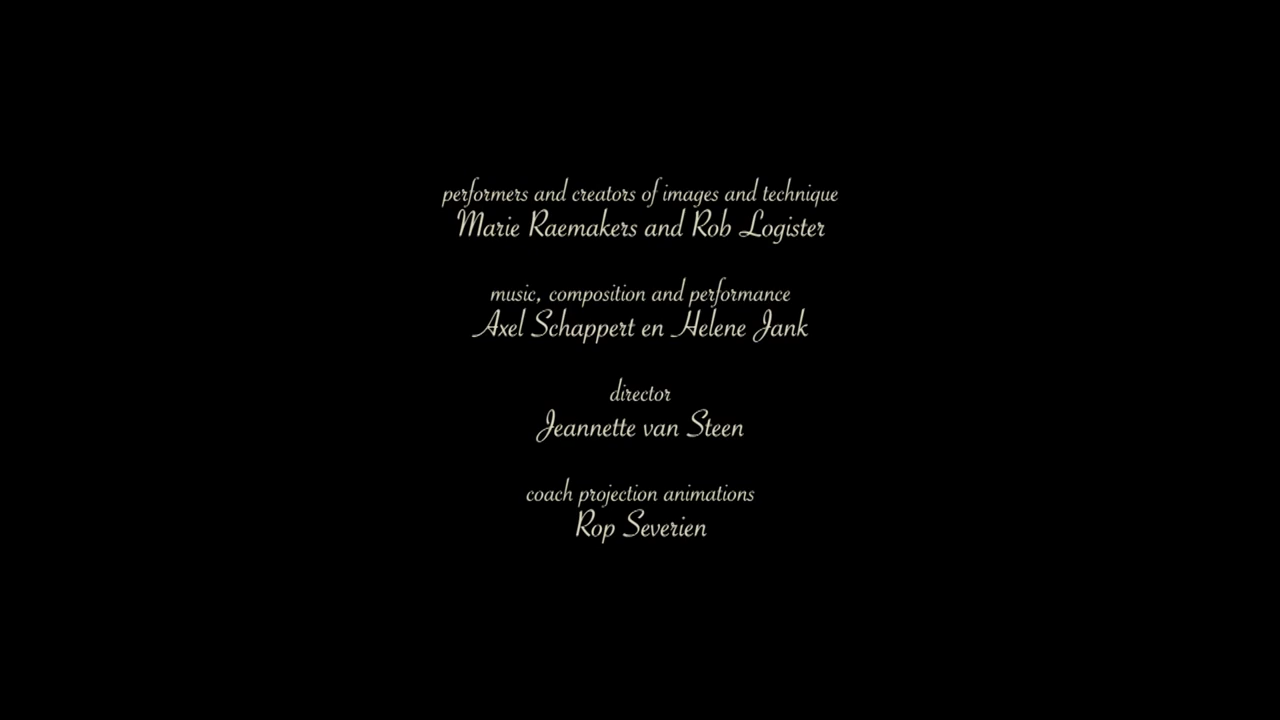 performers and creators of images and technique
Marie Raemakers and Rob Logister
music, composition and performance
Axel Schappert en Helene Jank
director
Jeannette van Steen
coach projection animations
Rop Severien